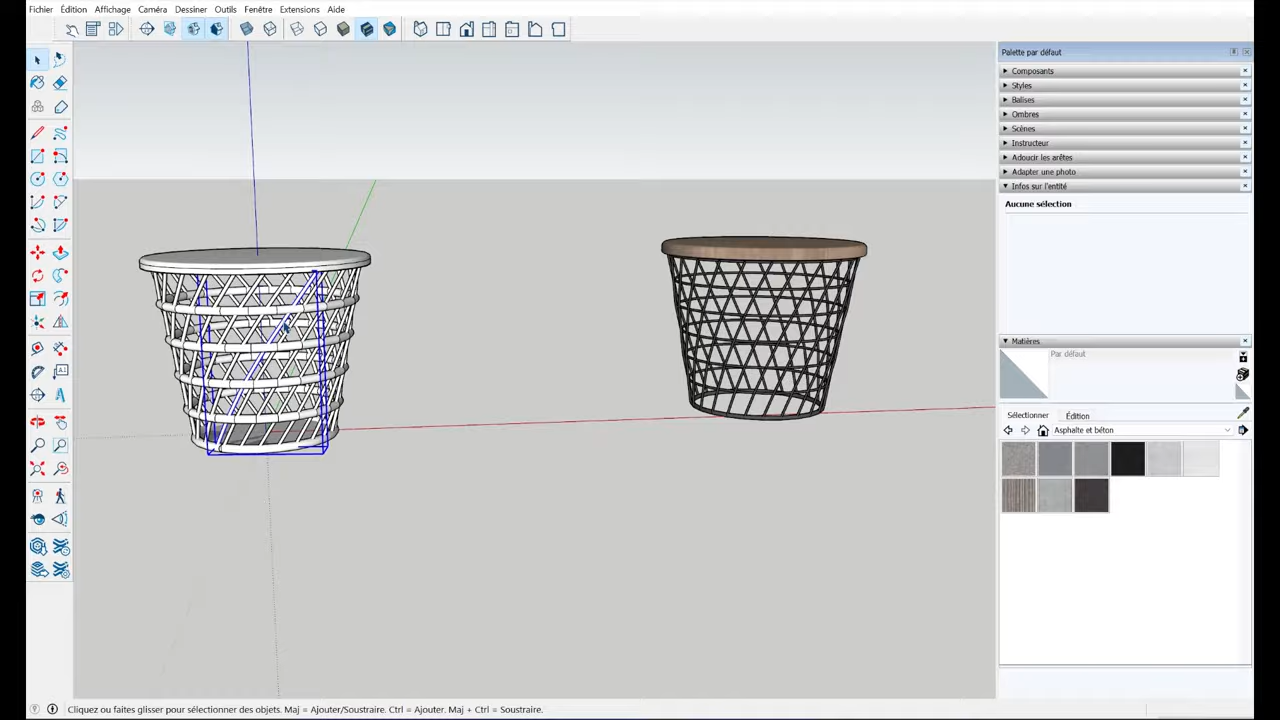 Fichier Édition Affichage Caméra Dessiner Outils Fenêtre Extensions Aide
Palette par défaut
Composants
Styles
Balises
Ombres
Scènes
Instructeur
Adoucir les arêtes
Adapter une photo
Infos sur l'entité
Aucune sélection
Matières
Par défaut
Sélectionner Édition
Asphalte et béton
Cliquez ou faites glisser pour sélectionner des objets. Maj = Ajouter/Soustraire. Ctrl = Ajouter. Maj + Ctrl = Soustraire.